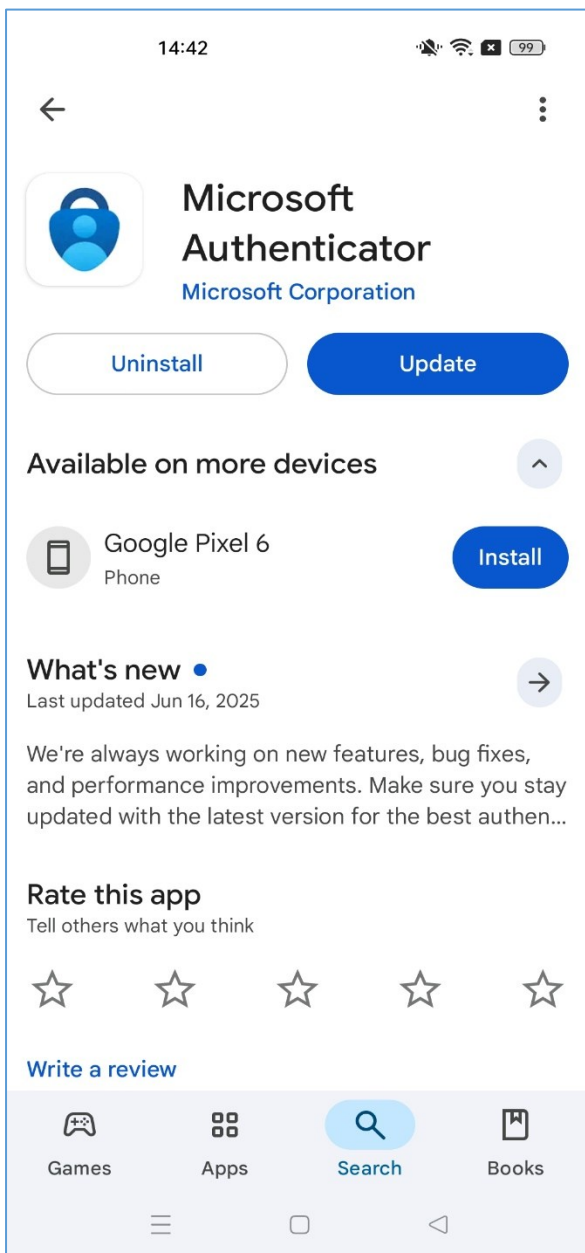 14:42
99
Microsoft
Authenticator
Microsoft Corporation
Uninstall
Update
Available on more devices
Google Pixel 6
Phone
Install
What's new
Last updated Jun 16, 2025
We're always working on new features, bug fixes,
and performance improvements. Make sure you stay
updated with the latest version for the best authen...
Rate this app
Tell others what you think
Write a review
Games
Apps
Search
Books